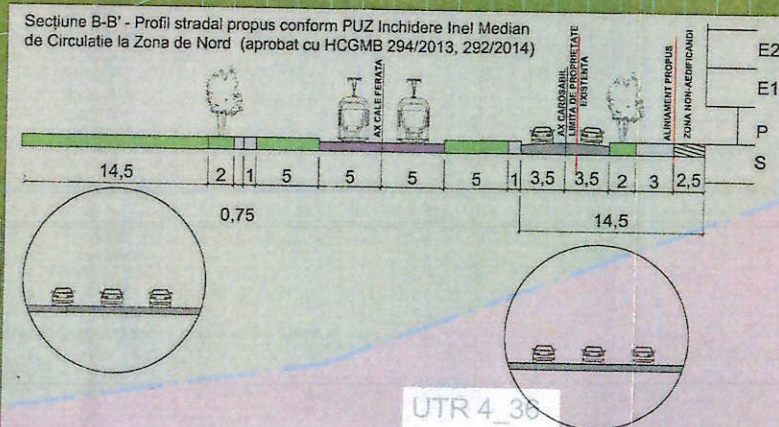 Secțiune B-B' - Profil stradal propus conform PUZ Inchidere Inel Median
de Circulatie la Zona de Nord (aprobat cu HCGMB 294/2013, 292/2014)
AX CALE FERATA
AX CAROSABIL
LIMITA DE PROPRIETATE
EXISTENTA
ALINIAMENT PROPUS
ZONA NON-AEDIFICANDI
E2
E1
P
S
14,5 2 1 5 5 5 5 1 3,5 3,5 2 3 2,5
0,75 14,5
UTR 4_36